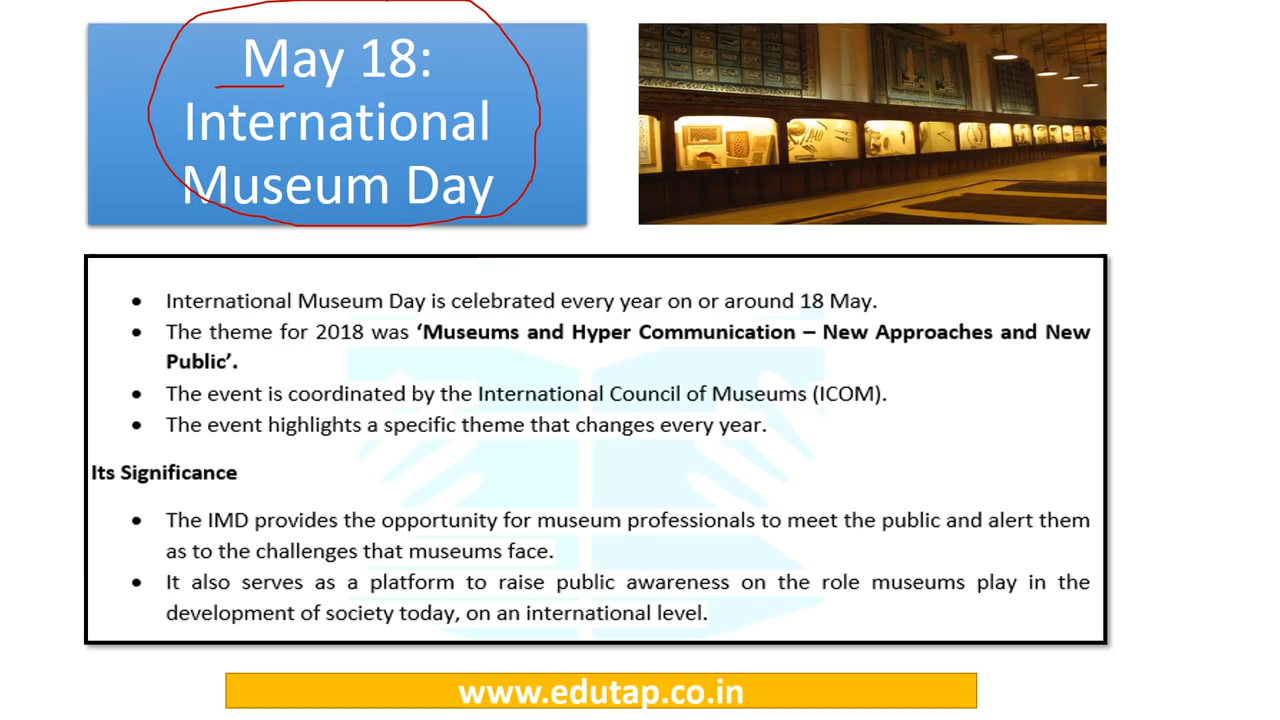 May 18:
International
Museum Day
• International Museum Day is celebrated every year on or around 18 May.
• The theme for 2018 was ‘Museums and Hyper Communication – New Approaches and New
Public’.
• The event is coordinated by the International Council of Museums (ICOM).
• The event highlights a specific theme that changes every year.
Its Significance
• The IMD provides the opportunity for museum professionals to meet the public and alert them
as to the challenges that museums face.
• It also serves as a platform to raise public awareness on the role museums play in the
development of society today, on an international level.
www.edutap.co.in